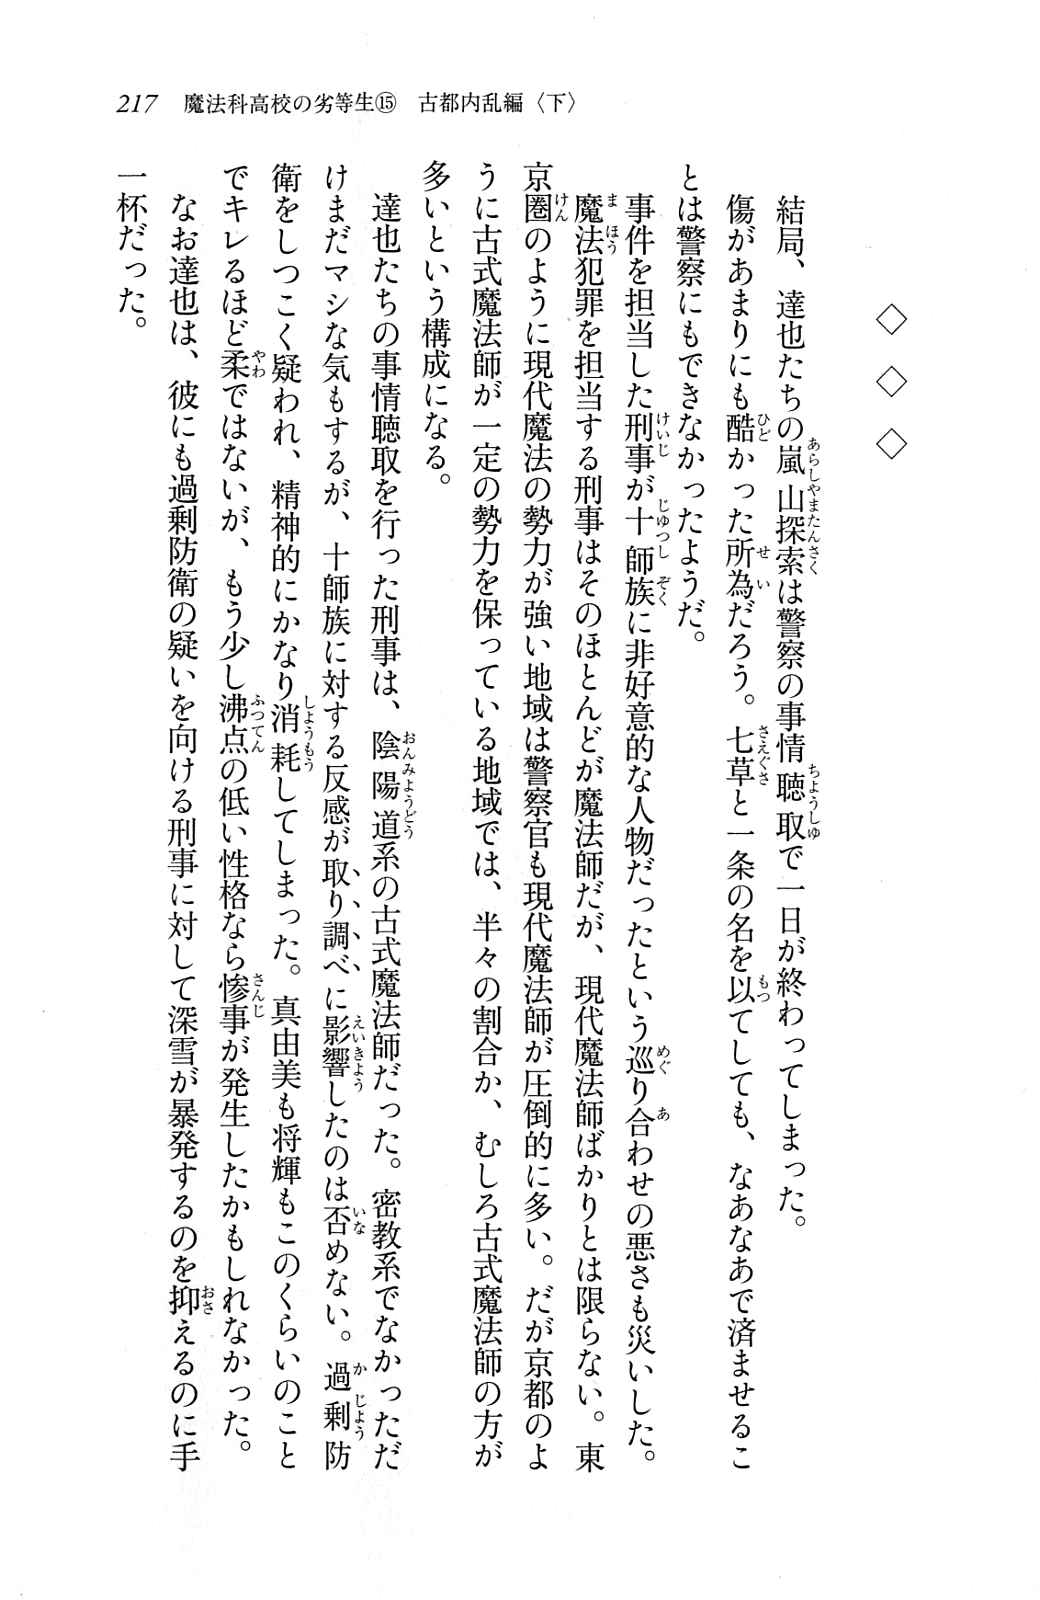 217 魔法科高校の劣等生⑮ 古都内乱編〈下〉
◇ ◇ ◇
結局、達也たちの嵐山探索は警察の事情聴取で一日が終わってしまった。
傷があまりにも酷かった所為だろう。七草と一条の名を以てしても、なあなあで済ませるこ
とは警察にもできなかったようだ。
事件を担当した刑事が十師族に非好意的な人物だったという巡り合わせの悪さも災いした。
魔法犯罪を担当する刑事はそのほとんどが魔法師だが、現代魔法師ばかりとは限らない。東
京圏のように現代魔法の勢力が強い地域は警察官も現代魔法師が圧倒的に多い。だが京都のよ
うに古式魔法師が一定の勢力を保っている地域では、半々の割合か、むしろ古式魔法師の方が
多いという構成になる。
達也たちの事情聴取を行った刑事は、陰陽道系の古式魔法師だった。密教系でなかっただ
けまだマシな気もするが、十師族に対する反感が取り調べに影響したのは否めない。過剰防
衛をしつこく疑われ、精神的にかなり消耗してしまった。真由美も将輝もこのくらいのこと
でキレるほど柔ではないが、もう少し沸点の低い性格なら惨事が発生したかもしれなかった。
なお達也は、彼にも過剰防衛の疑いを向ける刑事に対して深雪が暴発するのを抑えるのに手
一杯だった。